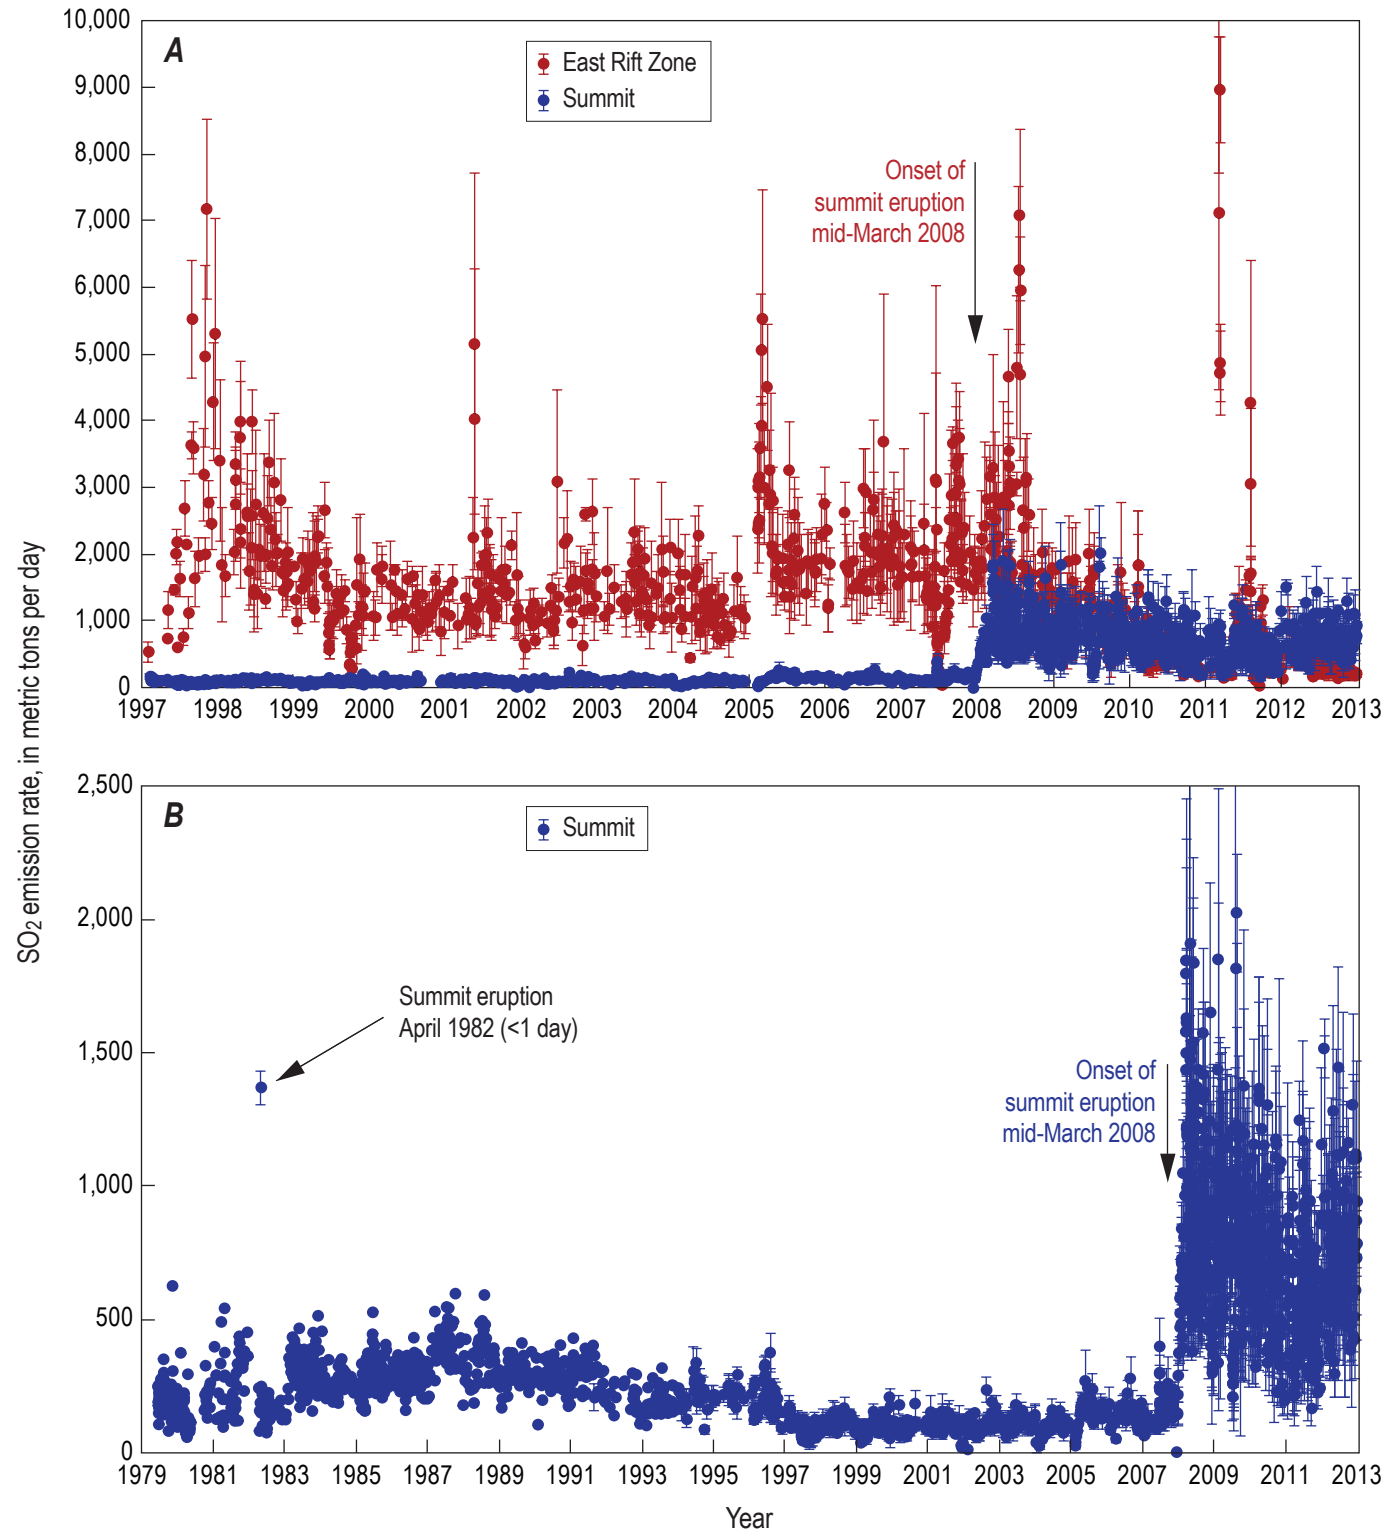 SO2 emission rate, in metric tons per day
A
East Rift Zone
Summit
10,000
9,000
8,000
7,000
6,000
5,000
4,000
3,000
2,000
1,000
0
Onset of
summit eruption
mid-March 2008
1997 1998 1999 2000 2001 2002 2003 2004 2005 2006 2007 2008 2009 2010 2011 2012 2013
B
Summit
2,500
2,000
1,500
1,000
500
0
Summit eruption
April 1982 (<1 day)
Onset of
summit eruption
mid-March 2008
1979 1981 1983 1985 1987 1989 1991 1993 1995 1997 1999 2001 2003 2005 2007 2009 2011 2013
Year